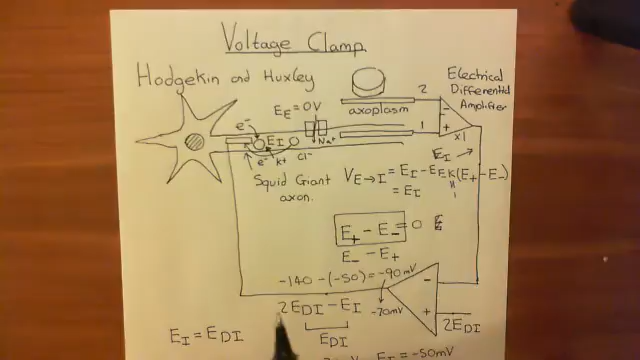 Voltage Clamp.
Hodgekin and Huxley
Electrical
Differential
Amplifier
2
axoplasm
E_E = 0V
e⁻
1
- 
+
x1
Na⁺
E_I
e⁻ K+ Cl⁻
E_I →
Squid Giant
axon.
V_E→I = E_I - E_E
K(E₊ - E₋)
= E_I
"
1
E₊ - E₋ = 0
E₋ - E₊
-140 - (-50) = -90mV
-
2E_DI - E_I
-70mV
+
2E_DI
E_DI
E_I = E_DI
E_I = -50mV